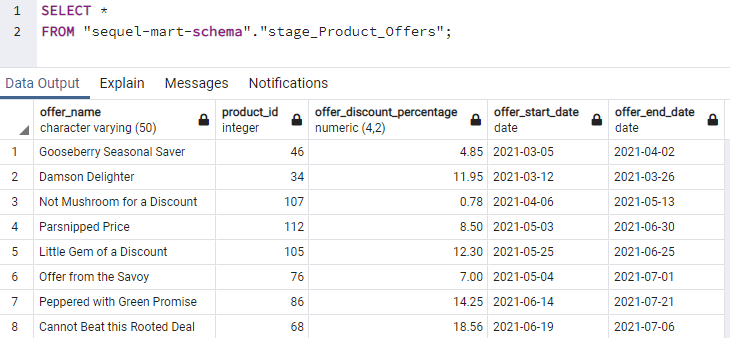 1 SELECT *
2 FROM "sequel-mart-schema"."stage_Product_Offers";
Data Output Explain Messages Notifications
offer_name product_id offer_discount_percentage offer_start_date offer_end_date
character varying (50) integer numeric (4,2) date date
1 Gooseberry Seasonal Saver 46 4.85 2021-03-05 2021-04-02
2 Damson Delighter 34 11.95 2021-03-12 2021-03-26
3 Not Mushroom for a Discount 107 0.78 2021-04-06 2021-05-13
4 Parsnipped Price 112 8.50 2021-05-03 2021-06-30
5 Little Gem of a Discount 105 12.30 2021-05-25 2021-06-25
6 Offer from the Savoy 76 7.00 2021-05-04 2021-07-01
7 Peppered with Green Promise 86 14.25 2021-06-14 2021-07-21
8 Cannot Beat this Rooted Deal 68 18.56 2021-06-19 2021-07-06